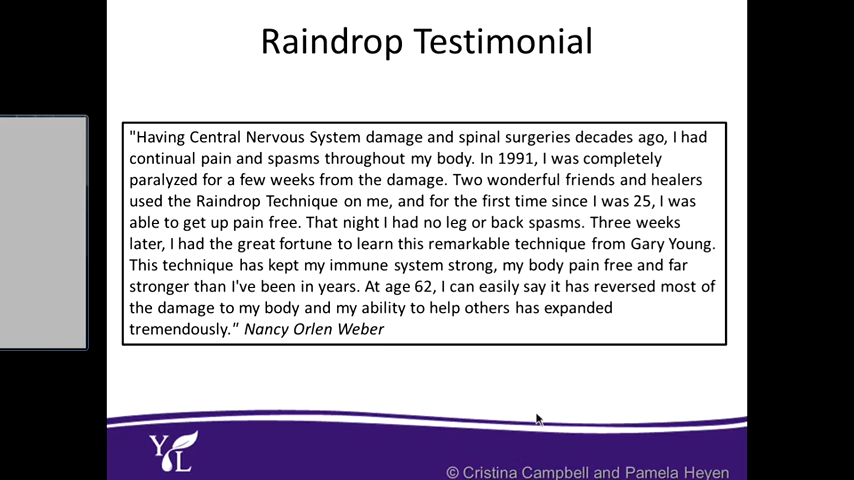 Raindrop Testimonial
"Having Central Nervous System damage and spinal surgeries decades ago, I had
continual pain and spasms throughout my body. In 1991, I was completely
paralyzed for a few weeks from the damage. Two wonderful friends and healers
used the Raindrop Technique on me, and for the first time since I was 25, I was
able to get up pain free. That night I had no leg or back spasms. Three weeks
later, I had the great fortune to learn this remarkable technique from Gary Young.
This technique has kept my immune system strong, my body pain free and far
stronger than I've been in years. At age 62, I can easily say it has reversed most of
the damage to my body and my ability to help others has expanded
tremendously." Nancy Orlen Weber
Y L
© Cristina Campbell and Pamela Heyen